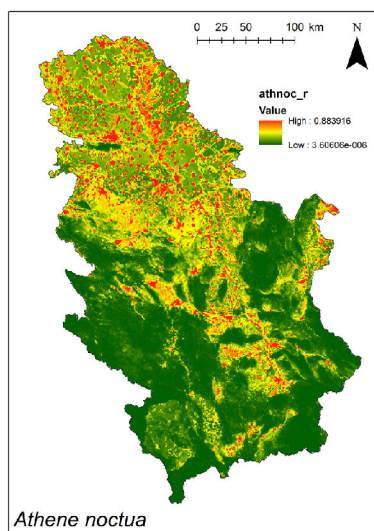 0 25 50 100 km
N
athnoc_r
Value
High : 0.883916
Low : 3.60606e-006
Athene noctua